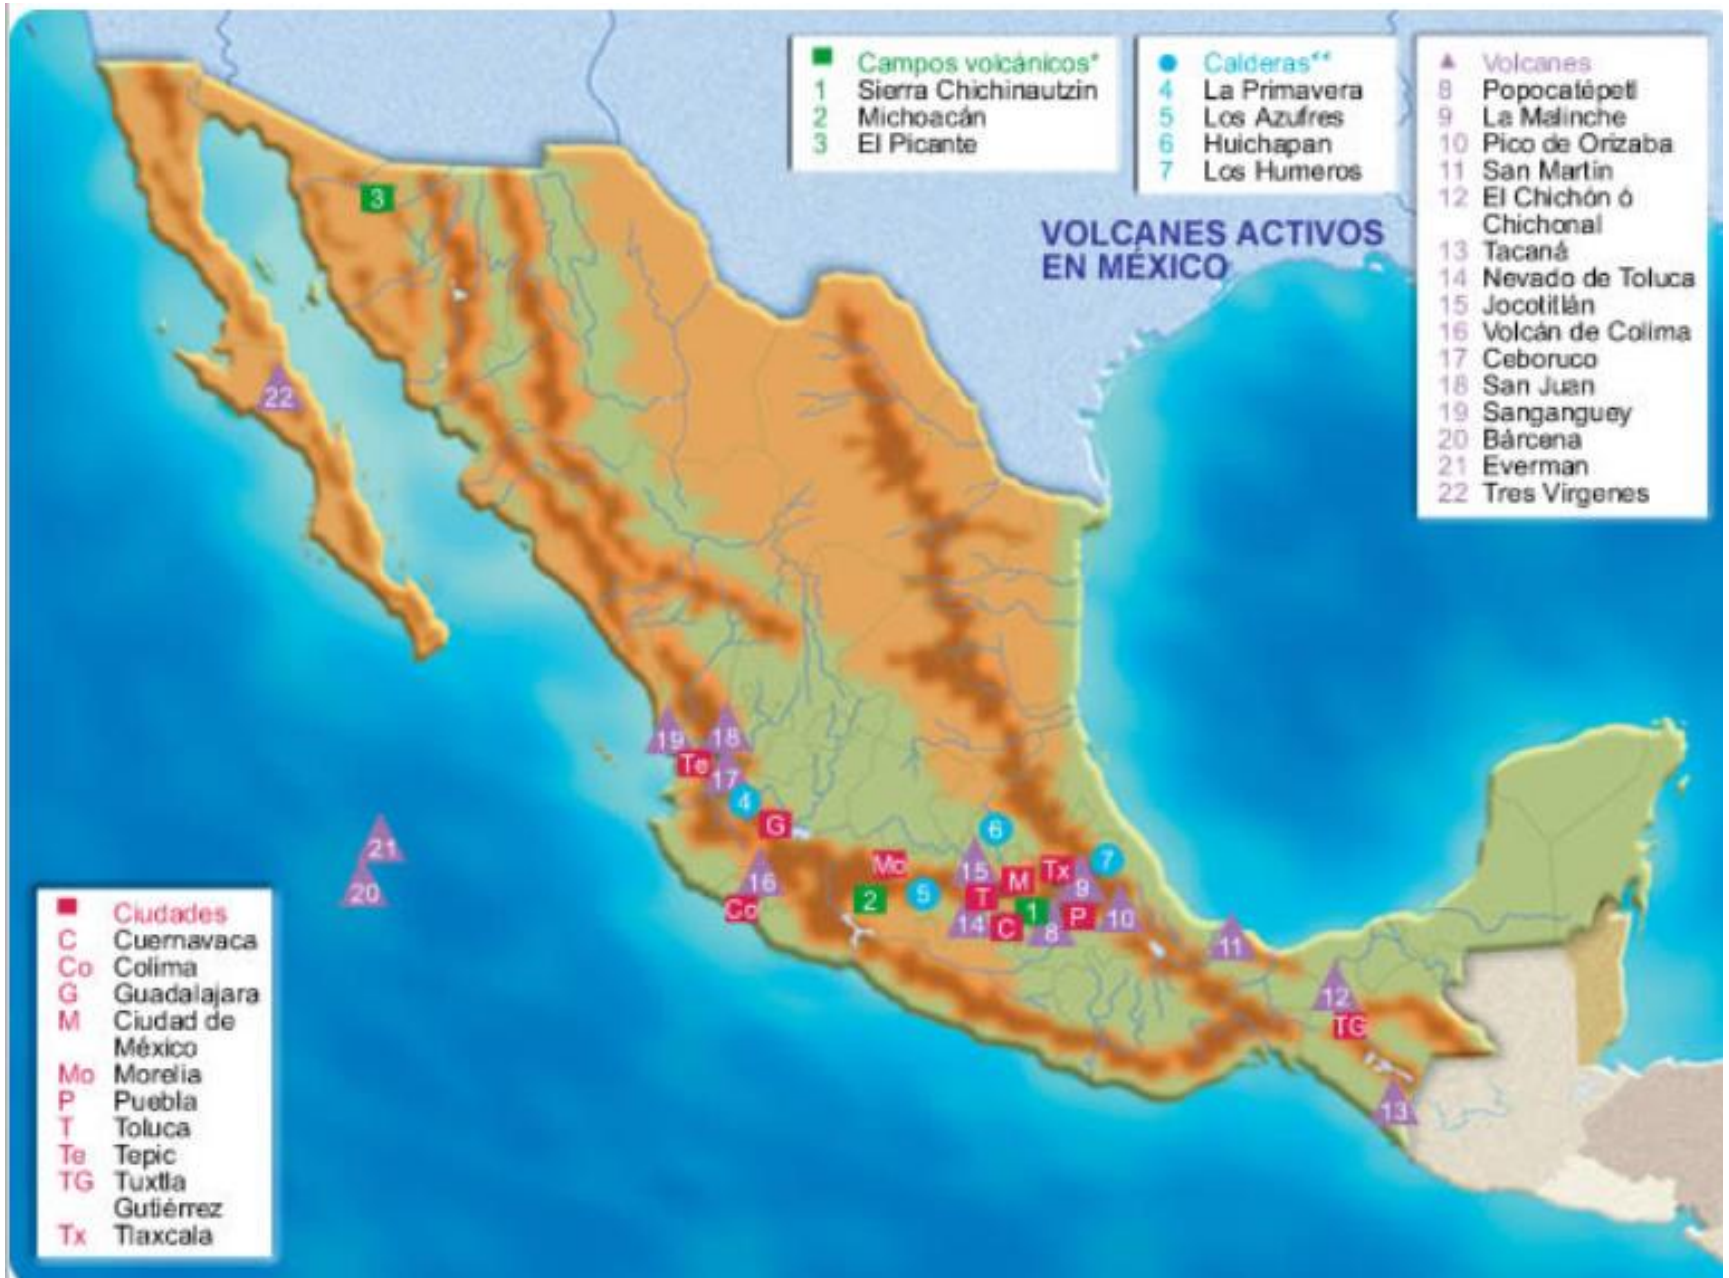 Campos volcánicos*
1 Sierra Chichinautzin
2 Michoacán
3 El Picante
Calderas**
4 La Primavera
5 Los Azufres
6 Huichapan
7 Los Humeros
Volcanes
8 Popocatépetl
9 La Malinche
10 Pico de Orizaba
11 San Martín
12 El Chichón ó
Chichonal
13 Tacaná
14 Nevado de Toluca
15 Jocotitlán
16 Volcán de Colima
17 Ceboruco
18 San Juan
19 Sanganguey
20 Bárcena
21 Everman
22 Tres Vírgenes
VOLCANES ACTIVOS
EN MÉXICO
3
22
19
18
Te
17
4
G
21
20
16
Co
Mo
2
5
6
15
M
Tx
7
T
9
14
C
1
8
P
10
11
12
TG
13
Ciudades
C Cuernavaca
Co Colima
G Guadalajara
M Ciudad de
México
Mo Morelia
P Puebla
T Toluca
Te Tepic
TG Tuxtla
Gutiérrez
Tx Tlaxcala